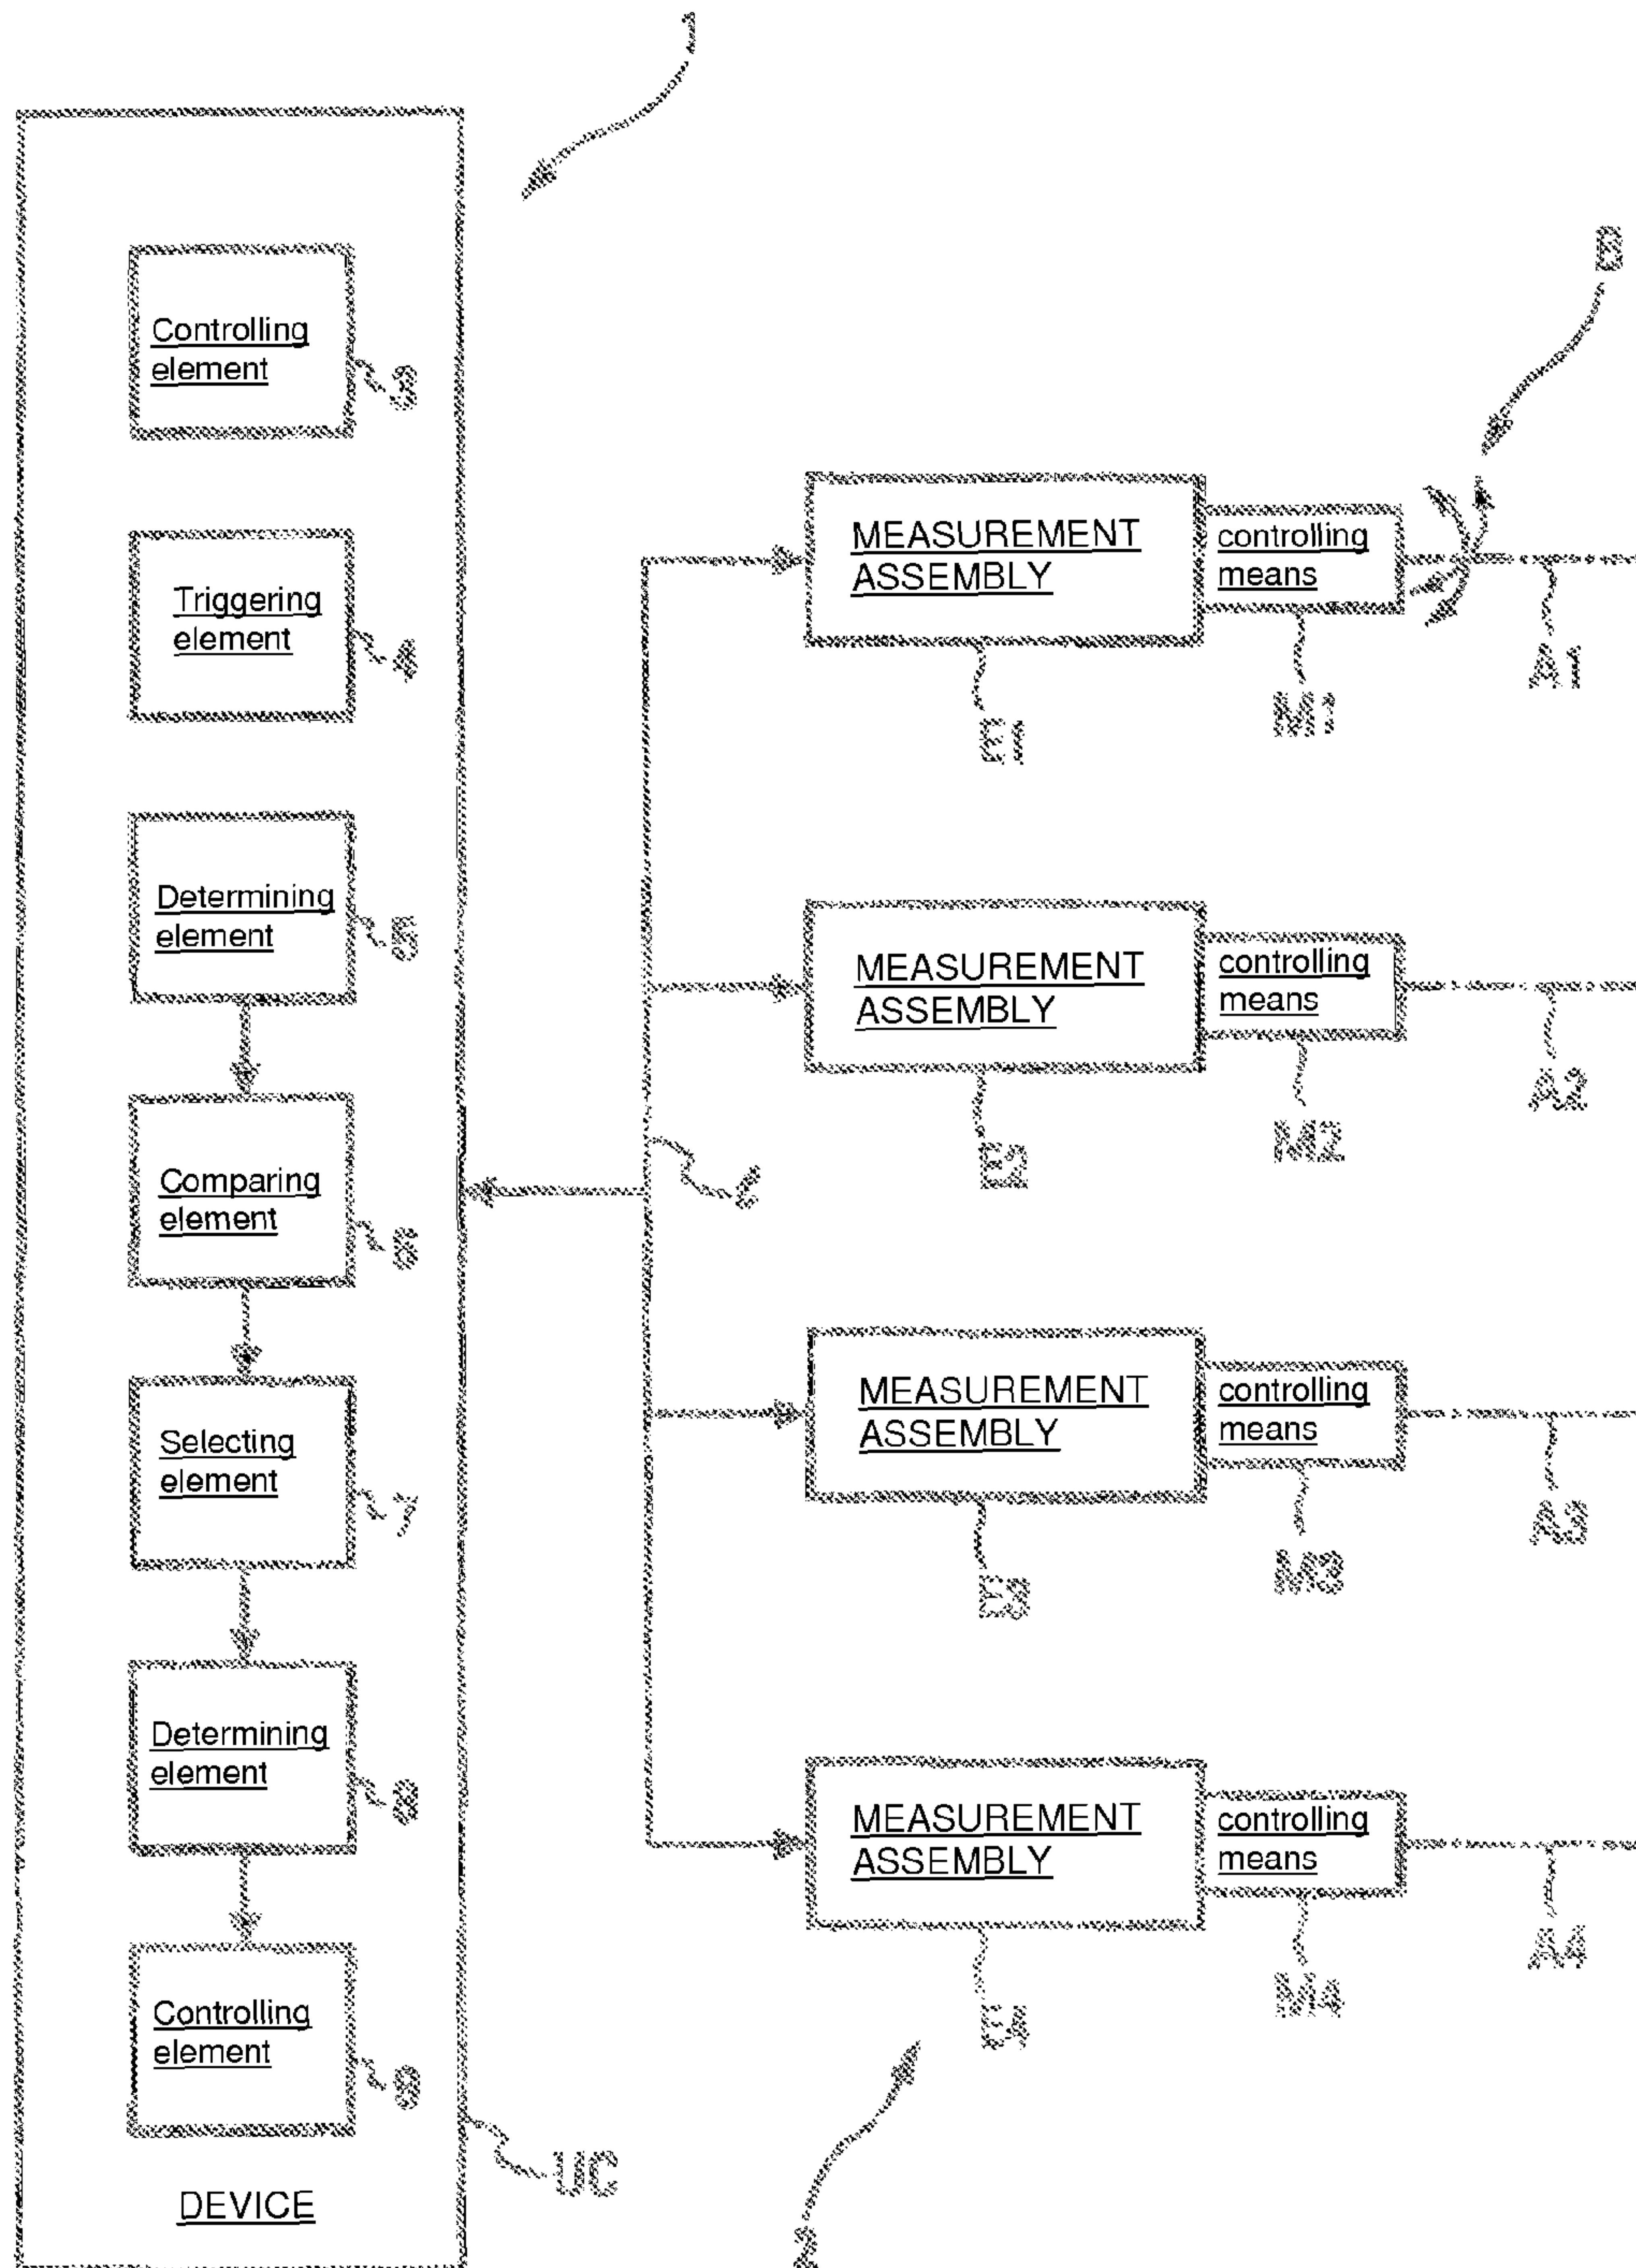 1
B
Controlling
element
3
Triggering
element
4
Determining
element
5
Comparing
element
6
Selecting
element
7
Determining
element
8
Controlling
element
9
DEVICE
UC
L
MEASUREMENT
ASSEMBLY
controlling
means
E1
M1
A1
MEASUREMENT
ASSEMBLY
controlling
means
E2
M2
A2
MEASUREMENT
ASSEMBLY
controlling
means
E3
M3
A3
MEASUREMENT
ASSEMBLY
controlling
means
E4
M4
A4
2